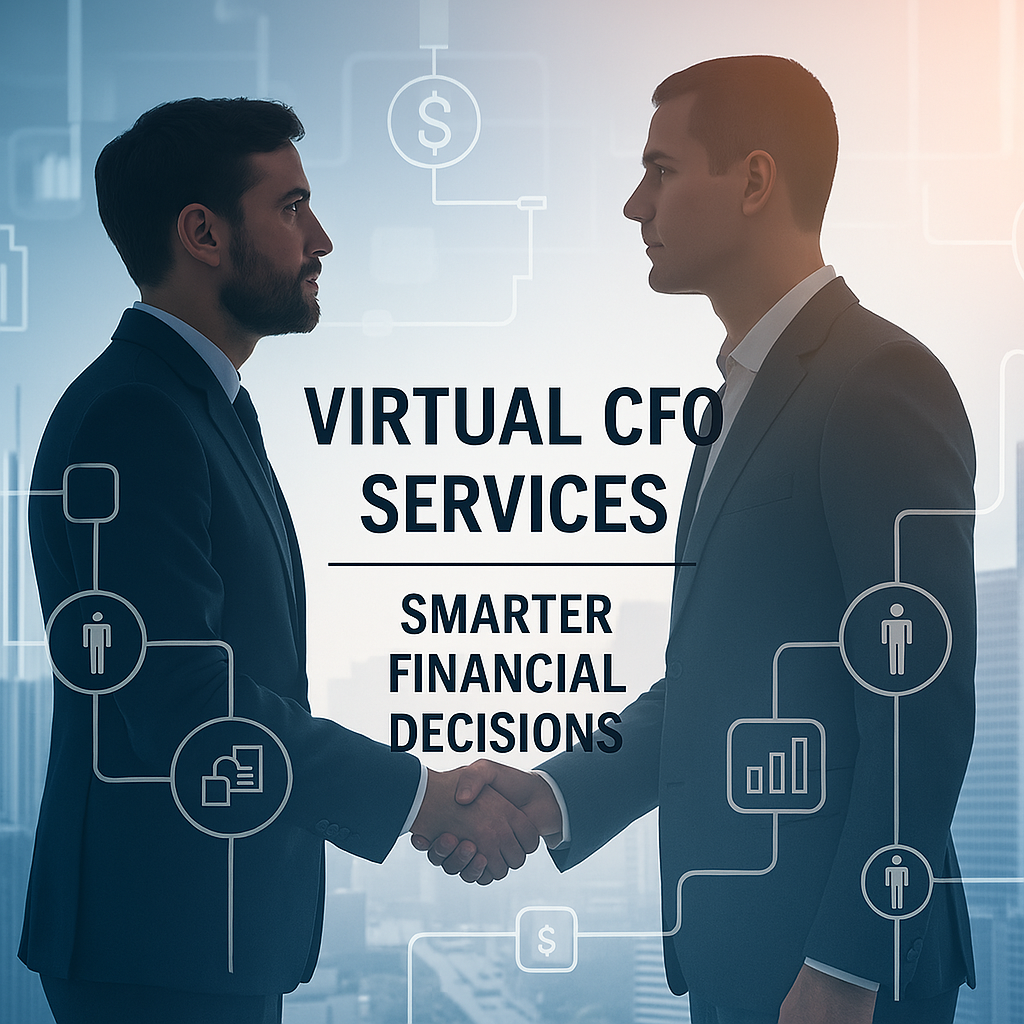 VIRTUAL CFO
SERVICES
SMARTER
FINANCIAL
DECISIONS
$
$